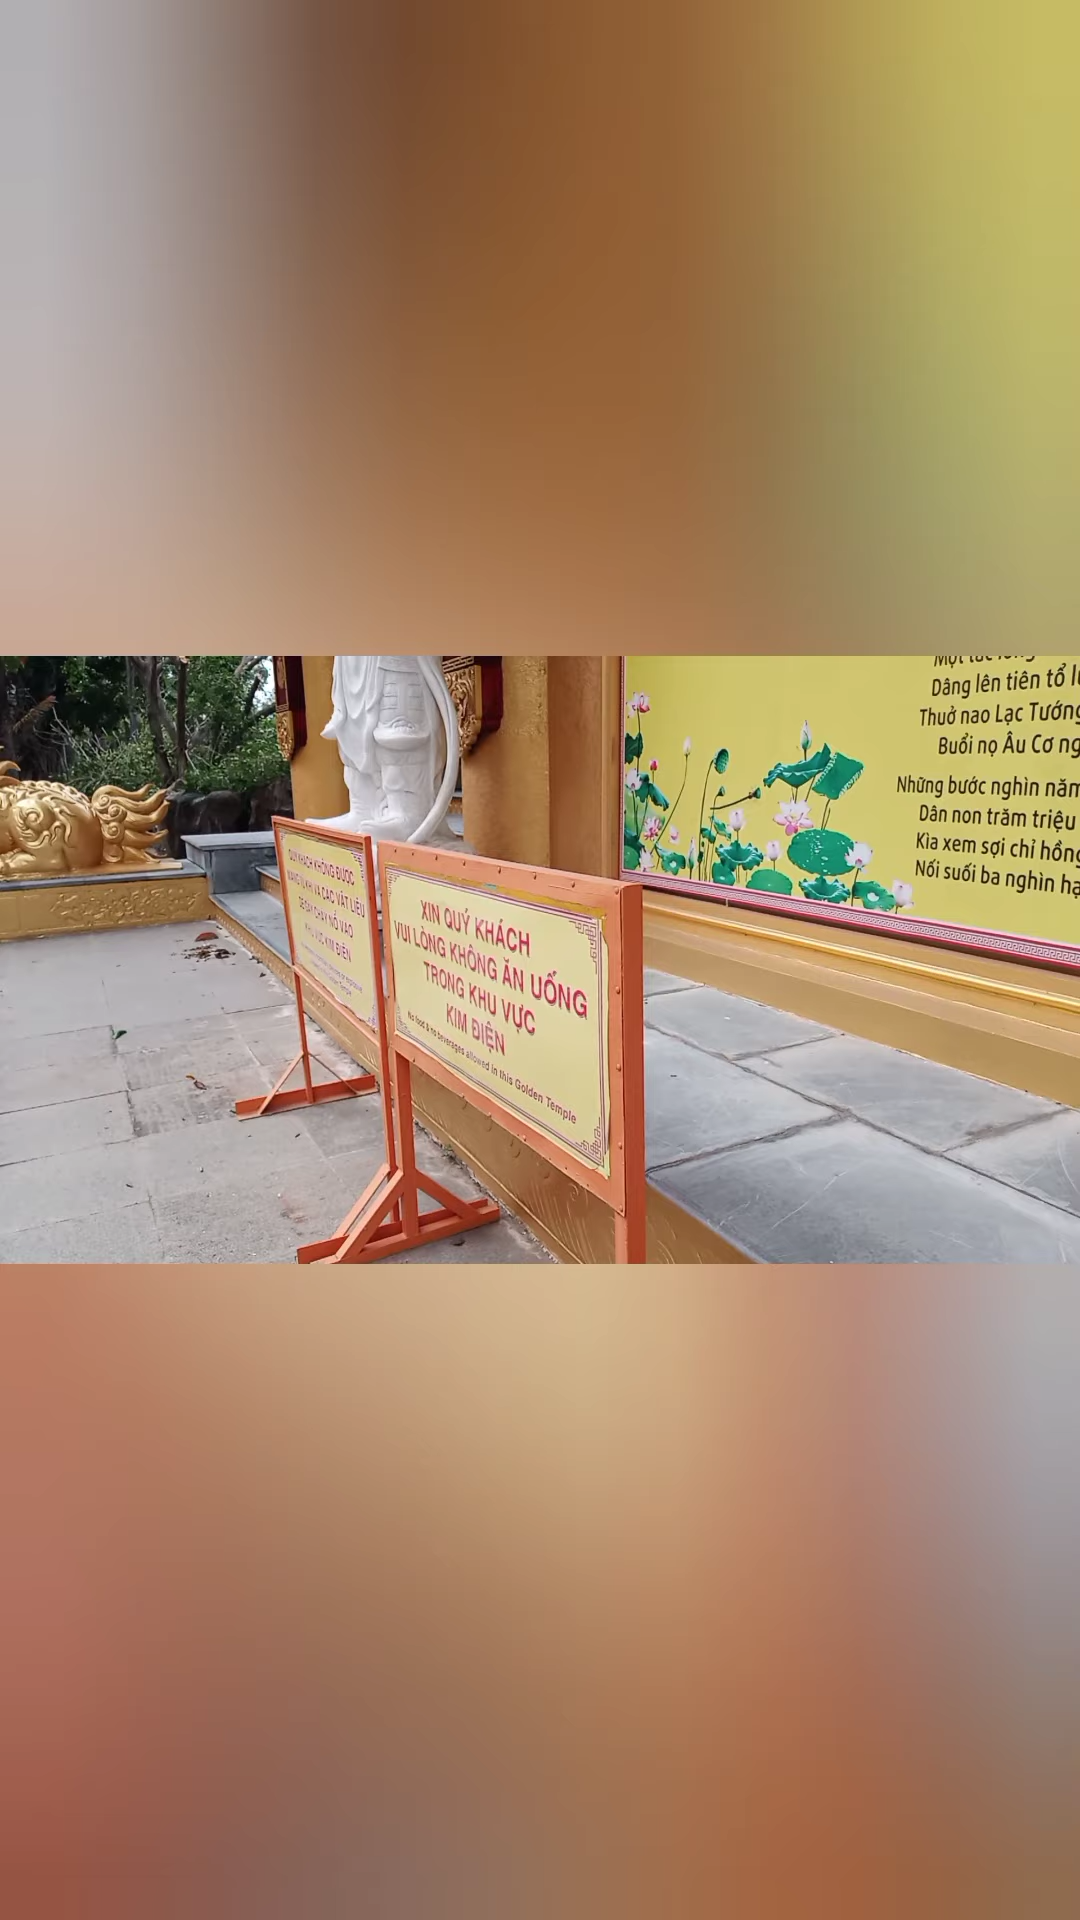 QUÝ KHÁCH KHÔNG ĐƯỢC
MANG VŨ KHÍ VÀ CÁC VẬT LIỆU
DỄ GÂY CHÁY NỔ VÀO
KHU VỰC KIM ĐIỆN
XIN QUÝ KHÁCH
VUI LÒNG KHÔNG ĂN UỐNG
TRONG KHU VỰC
KIM ĐIỆN
No food & no beverages allowed in this Golden Temple
Một tấc lòng
Dâng lên tiên tổ
Thuở nao Lạc Tướng
Buổi nọ Âu Cơ
Những bước nghìn năm
Dân non trăm triệu
Kìa xem sợi chỉ hồng
Nối suối ba nghìn